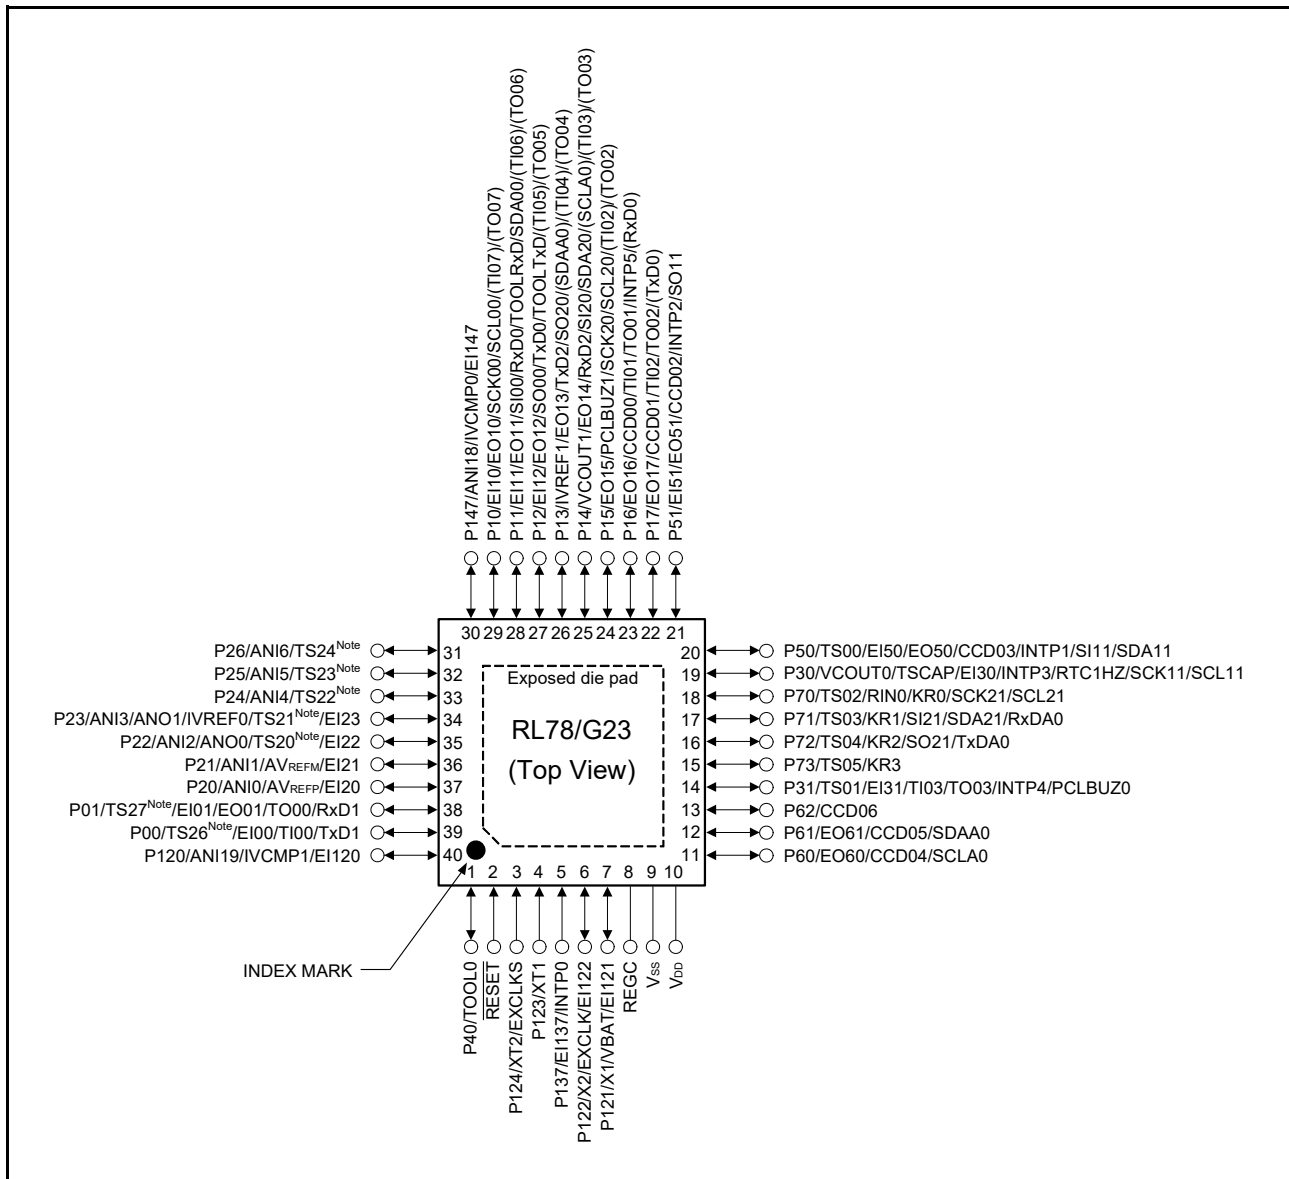 P147/ANI18/IVCMP0/EI147
P10/EI10/EO10/SCK00/SCL00/(TI07)/(TO07)
P11/EI11/EO11/SI00/RxD0/TOOLRxD/SDA00/(TI06)/(TO06)
P12/EI12/EO12/SO00/TxD0/TOOLTxD/(TI05)/(TO05)
P13/IVREF1/EO13/TxD2/SO20/(SDAA0)/(TI04)/(TO04)
P14/VCOUT1/EO14/RxD2/SI20/SDA20/(SCLA0)/(TI03)/(TO03)
P15/EO15/PCLBUZ1/SCK20/SCL20/(TI02)/(TO02)
P16/EO16/CCD00/TI01/TO01/INTP5/(RxD0)
P17/EO17/CCD01/TI02/TO02/(TxD0)
P51/EI51/EO51/CCD02/INTP2/SO11
30 29 28 27 26 25 24 23 22 21
P26/ANI6/TS24Note 31
P25/ANI5/TS23Note 32
P24/ANI4/TS22Note 33
P23/ANI3/ANO1/IVREF0/TS21Note/EI23 34
P22/ANI2/ANO0/TS20Note/EI22 35
P21/ANI1/AVREFM/EI21 36
P20/ANI0/AVREFP/EI20 37
P01/TS27Note/EI01/EO01/TO00/RxD1 38
P00/TS26Note/EI00/TI00/TxD1 39
P120/ANI19/IVCMP1/EI120 40
Exposed die pad
RL78/G23
(Top View)
20 P50/TS00/EI50/EO50/CCD03/INTP1/SI11/SDA11
19 P30/VCOUT0/TSCAP/EI30/INTP3/RTC1HZ/SCK11/SCL11
18 P70/TS02/RIN0/KR0/SCK21/SCL21
17 P71/TS03/KR1/SI21/SDA21/RxDA0
16 P72/TS04/KR2/SO21/TxDA0
15 P73/TS05/KR3
14 P31/TS01/EI31/TI03/TO03/INTP4/PCLBUZ0
13 P62/CCD06
12 P61/EO61/CCD05/SDAA0
11 P60/EO60/CCD04/SCLA0
1 2 3 4 5 6 7 8 9 10
INDEX MARK
P40/TOOL0
RESET
P124/XT2/EXCLKS
P123/XT1
P137/EI137/INTP0
P122/X2/EXCLK/EI122
P121/X1/VBAT/EI121
REGC
VSS
VDD